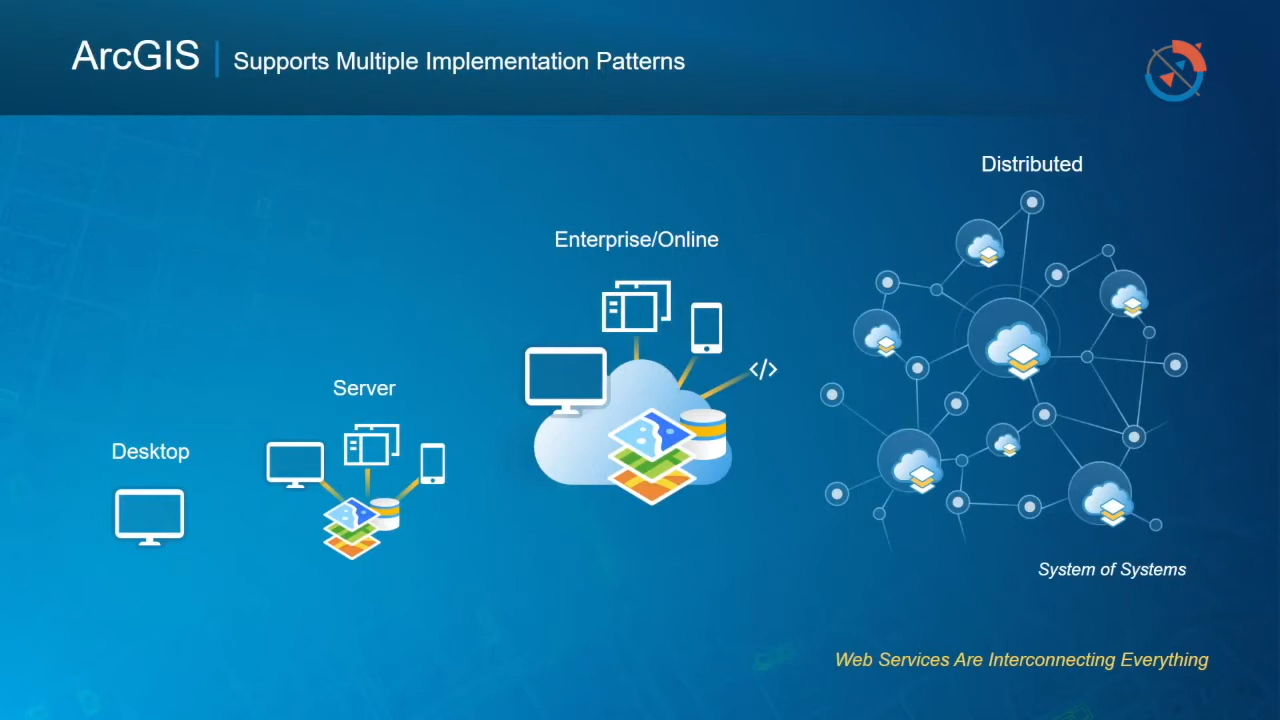 ArcGIS | Supports Multiple Implementation Patterns
Distributed
Enterprise/Online
Server
Desktop
</>
System of Systems
Web Services Are Interconnecting Everything